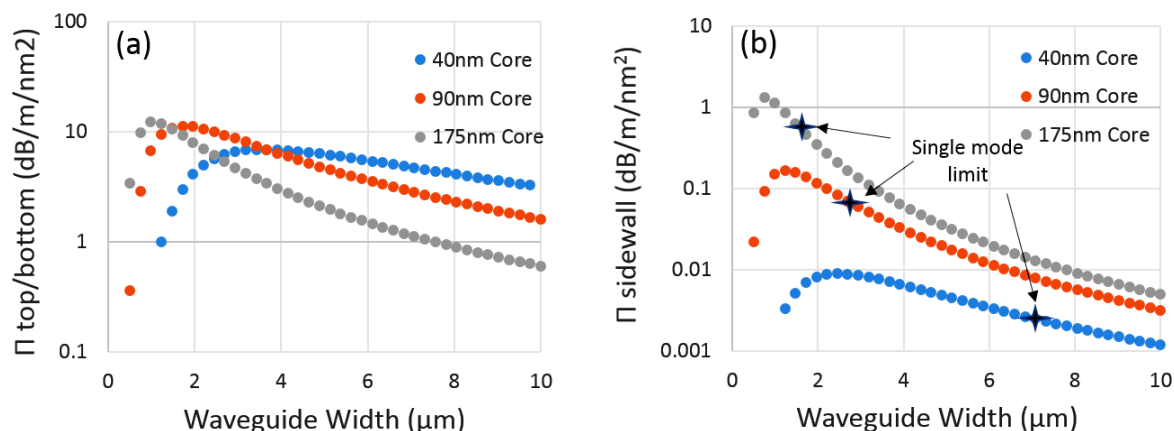 (a)
Π top/bottom (dB/m/nm2)
100
10
1
0.1
40nm Core
90nm Core
175nm Core
0
2
4
6
8
10
Waveguide Width (μm)
(b)
Π sidewall (dB/m/nm²)
10
1
0.1
0.01
0.001
40nm Core
90nm Core
175nm Core
Single mode
limit
0
2
4
6
8
10
Waveguide Width (μm)